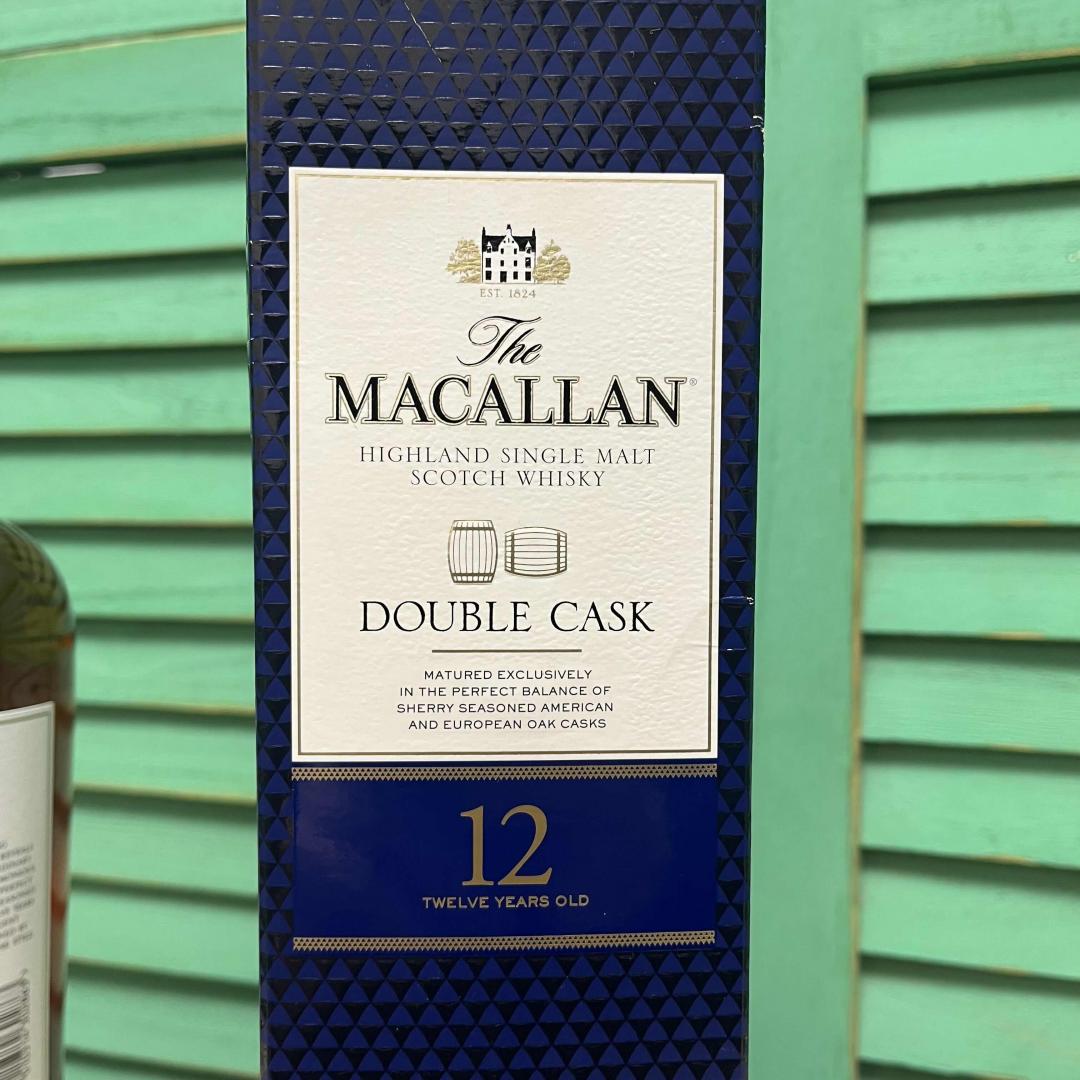 EST. 1824
The
MACALLAN®
HIGHLAND SINGLE MALT
SCOTCH WHISKY
DOUBLE CASK
MATURED EXCLUSIVELY
IN THE PERFECT BALANCE OF
SHERRY SEASONED AMERICAN
AND EUROPEAN OAK CASKS
12
TWELVE YEARS OLD